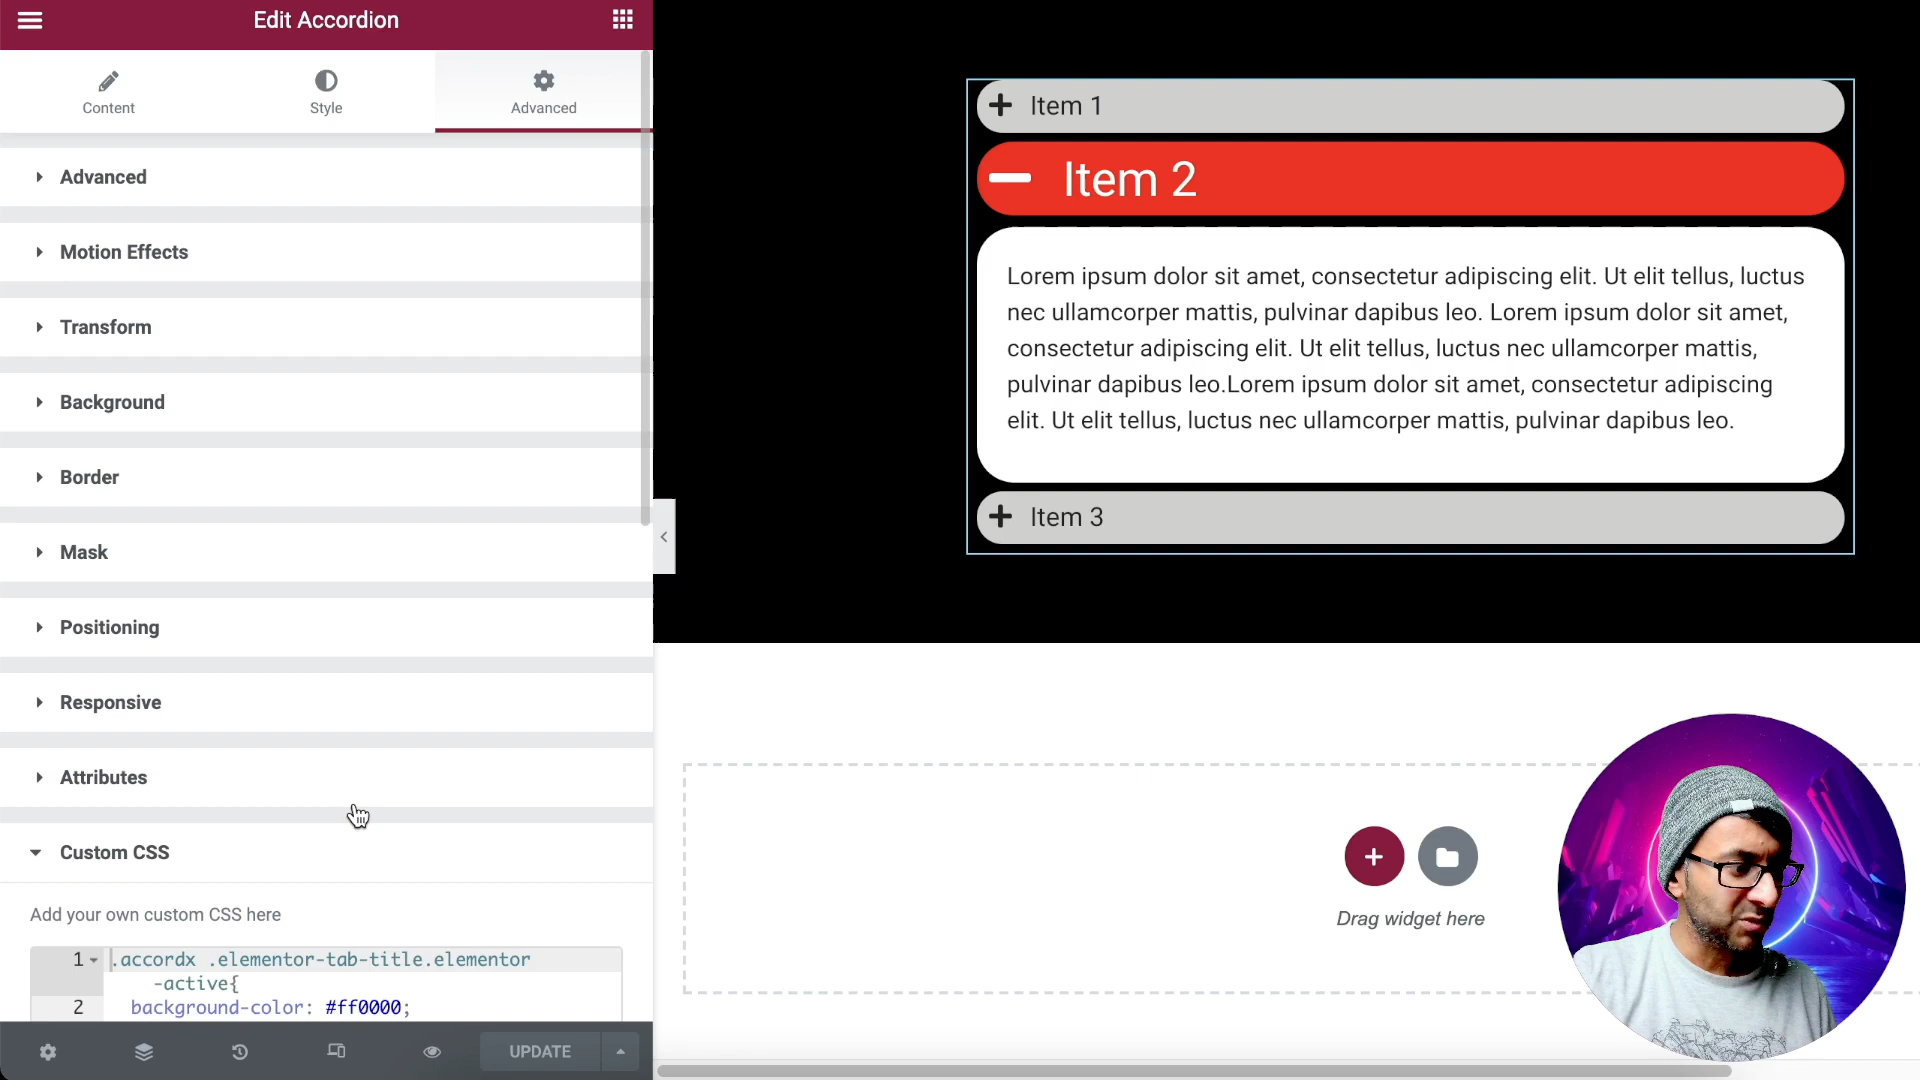 Edit Accordion
Content
Style
Advanced
Advanced
Motion Effects
Transform
Background
Border
Mask
Positioning
Responsive
Attributes
Custom CSS
Add your own custom CSS here
1
.accordx .elementor-tab-title.elementor
-active{
2
background-color: #ff0000;
UPDATE
Item 1
Item 2
Lorem ipsum dolor sit amet, consectetur adipiscing elit. Ut elit tellus, luctus
nec ullamcorper mattis, pulvinar dapibus leo. Lorem ipsum dolor sit amet,
consectetur adipiscing elit. Ut elit tellus, luctus nec ullamcorper mattis,
pulvinar dapibus leo.Lorem ipsum dolor sit amet, consectetur adipiscing
elit. Ut elit tellus, luctus nec ullamcorper mattis, pulvinar dapibus leo.
Item 3
Drag widget here